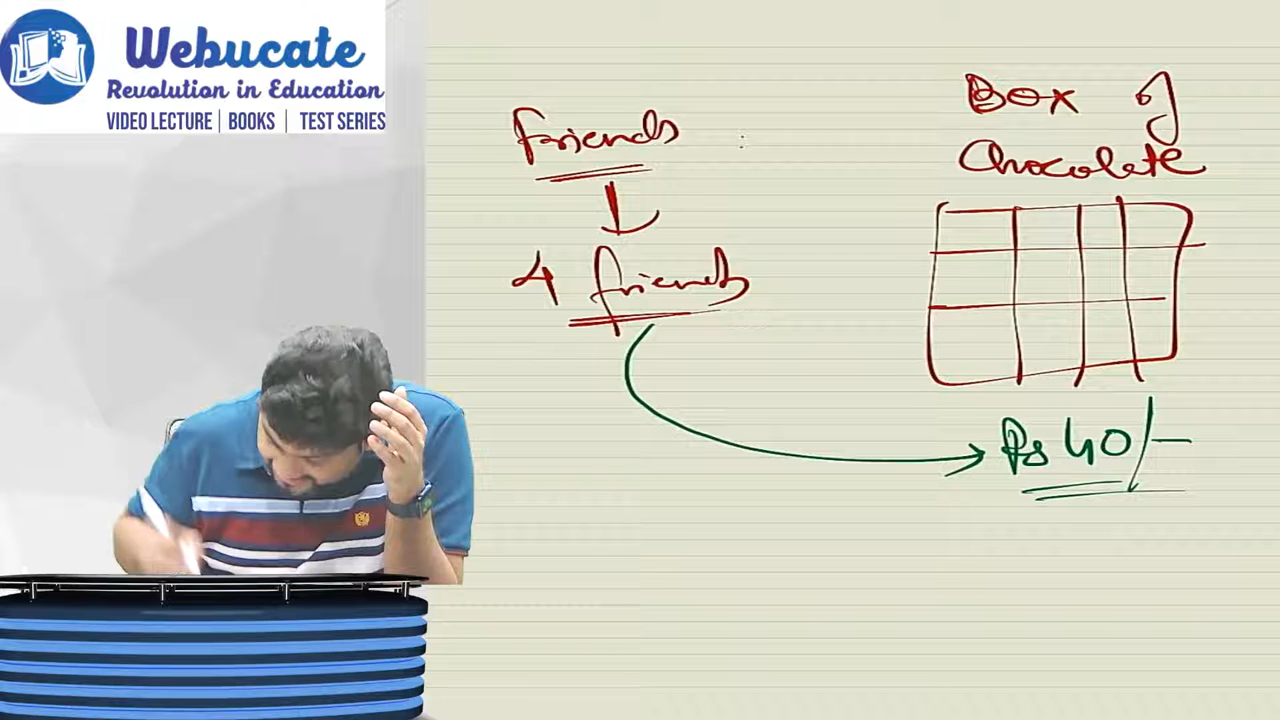 Webucate
Revolution in Education
VIDEO LECTURE | BOOKS | TEST SERIES
friends
4 friends
Box of
Chocolate
Rs 40/-